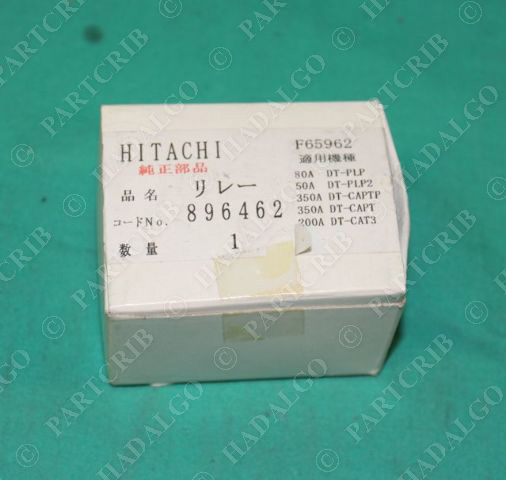 HITACHI
純正部品
品名 リレー
コードNo. 896462
数量 1
F65962
適用機種
80A DT-PLP
50A DT-PLP2
350A DT-CAPTP
350A DT-CAPT
200A DT-CAT3
© PARTCRIB
HADALGO